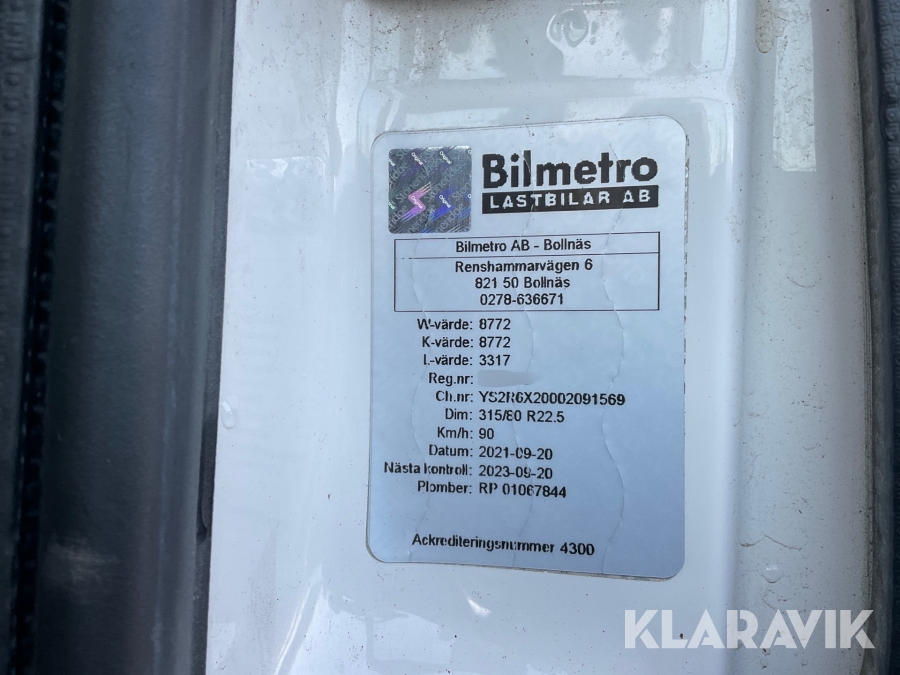 Bilmetro
LASTBILAR AB
Bilmetro AB - Bollnäs
Renshammarvägen 6
821 50 Bollnäs
0278-636671
W-värde: 8772
K-värde: 8772
L-värde: 3317
Reg.nr:
Ch.nr: YS2R6X20002091569
Dim: 315/80 R22.5
Km/h: 90
Datum: 2021-09-20
Nästa kontroll: 2023-09-20
Plomber: RP 01067844
Ackrediteringsnummer 4300
KLARAVIK